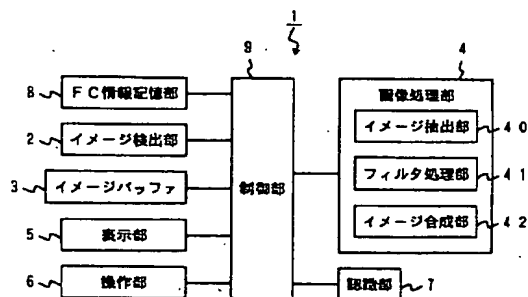 1
9
4
8 FC情報記憶部
画像処理部
2 イメージ検出部
イメージ抽出部 40
3 イメージバッファ
制御部
フィルタ処理部 41
5 表示部
イメージ合成部 42
6 操作部
認識部 7